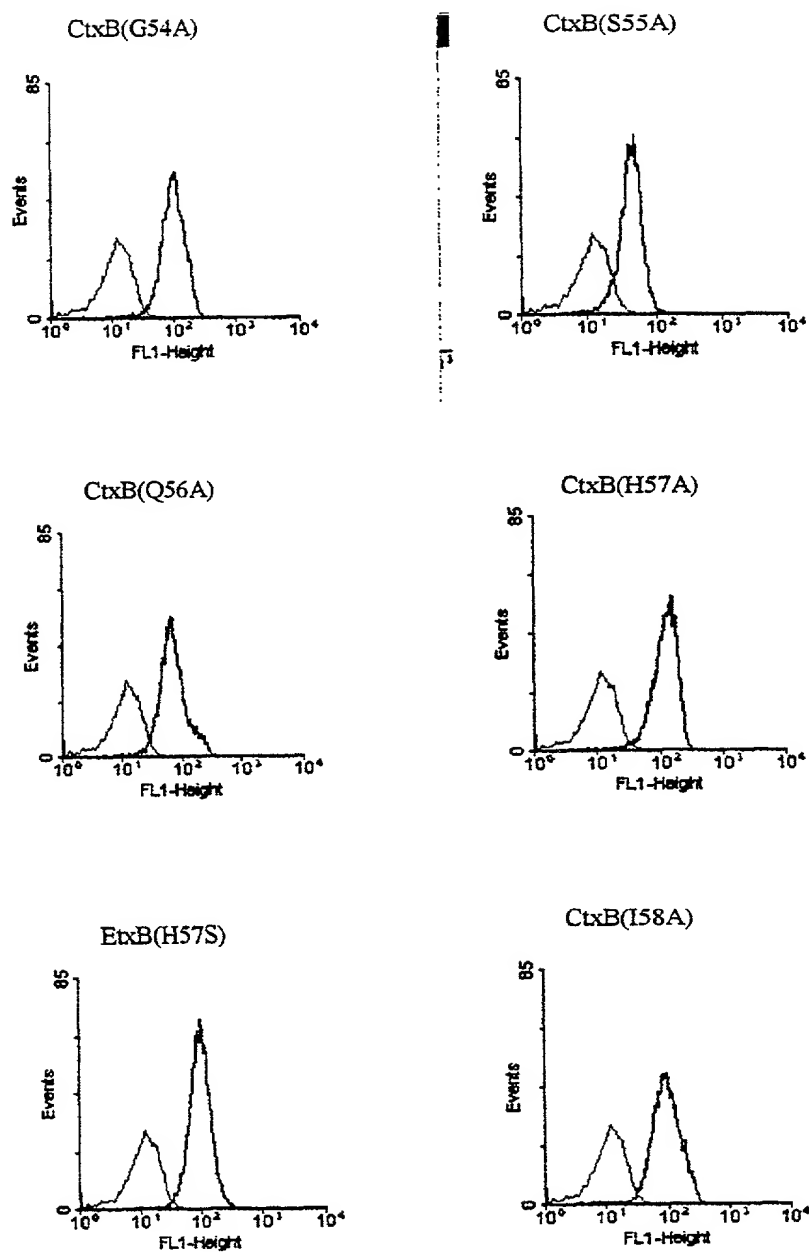 CtxB(G54A)
85
Events
0
10⁰ 10¹ 10² 10³ 10⁴
FL1-Height
CtxB(S55A)
85
Events
0
10⁰ 10¹ 10² 10³ 10⁴
FL1-Height
CtxB(Q56A)
85
Events
0
10⁰ 10¹ 10² 10³ 10⁴
FL1-Height
CtxB(H57A)
85
Events
0
10⁰ 10¹ 10² 10³ 10⁴
FL1-Height
EtxB(H57S)
85
Events
0
10⁰ 10¹ 10² 10³ 10⁴
FL1-Height
CtxB(I58A)
85
Events
0
10⁰ 10¹ 10² 10³ 10⁴
FL1-Height